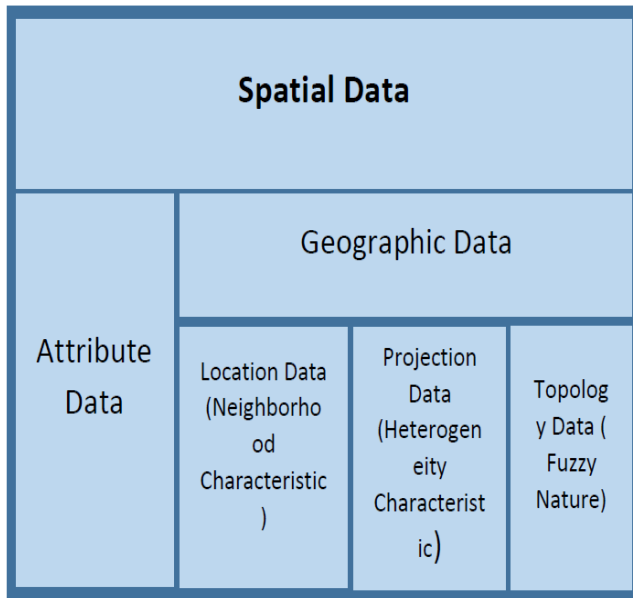 Spatial Data
Geographic Data
Attribute
Data
Location Data
(Neighborho
od
Characteristic
)
Projection
Data
(Heterogen
eity
Characterist
ic)
Topolog
y Data (
Fuzzy
Nature)